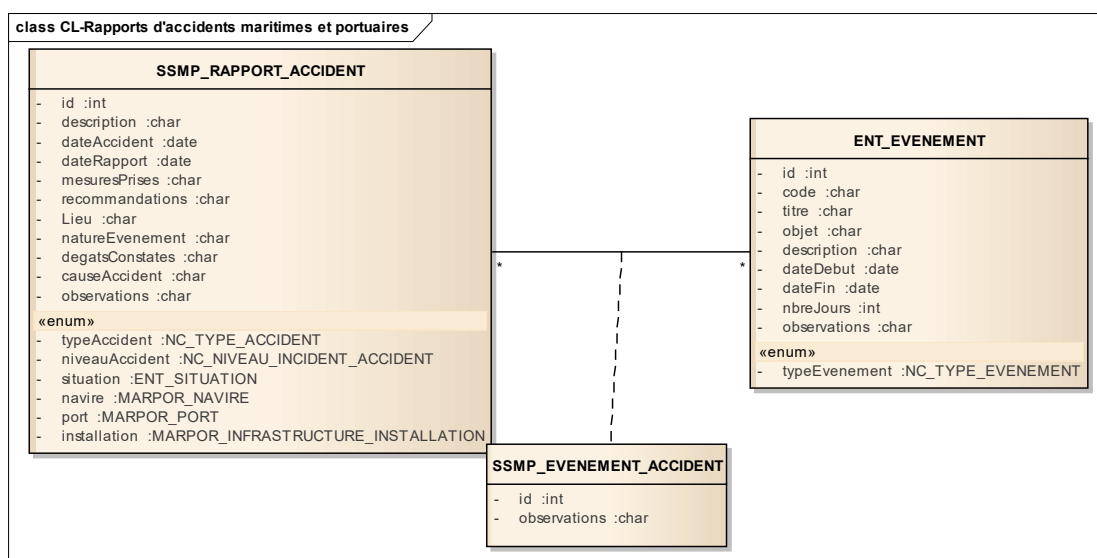 class CL-Rapports d'accidents maritimes et portuaires
SSMP_RAPPORT_ACCIDENT
- id :int
- description :char
- dateAccident :date
- dateRapport :date
- mesuresPrises :char
- recommandations :char
- Lieu :char
- natureEvenement :char
- degatsConstates :char
- causeAccident :char
- observations :char
«enum»
- typeAccident :NC_TYPE_ACCIDENT
- niveauAccident :NC_NIVEAU_INCIDENT_ACCIDENT
- situation :ENT_SITUATION
- navire :MARPOR_NAVIRE
- port :MARPOR_PORT
- installation :MARPOR_INFRASTRUCTURE_INSTALLATION
*
*
ENT_EVENEMENT
- id :int
- code :char
- titre :char
- objet :char
- description :char
- dateDebut :date
- dateFin :date
- nbreJours :int
- observations :char
«enum»
- typeEvenement :NC_TYPE_EVENEMENT
SSMP_EVENEMENT_ACCIDENT
- id :int
- observations :char